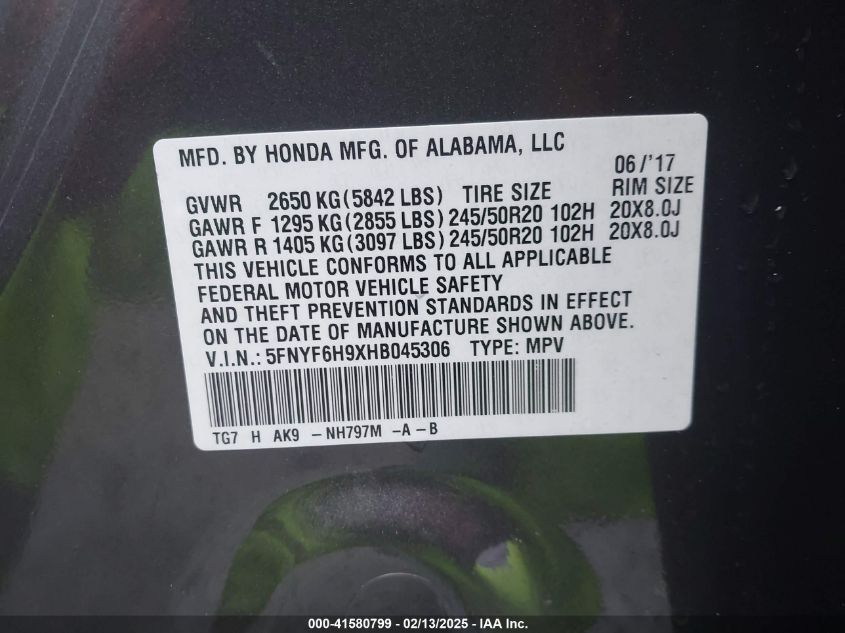 MFD. BY HONDA MFG. OF ALABAMA, LLC 06/'17
GVWR 2650 KG(5842 LBS) TIRE SIZE RIM SIZE
GAWR F 1295 KG(2855 LBS) 245/50R20 102H 20X8.0J
GAWR R 1405 KG(3097 LBS) 245/50R20 102H 20X8.0J
THIS VEHICLE CONFORMS TO ALL APPLICABLE
FEDERAL MOTOR VEHICLE SAFETY
AND THEFT PREVENTION STANDARDS IN EFFECT
ON THE DATE OF MANUFACTURE SHOWN ABOVE.
V.I.N.: 5FNYF6H9XHB045306 TYPE: MPV
TG7 H AK9 -NH797M -A-B
000-41580799 - 02/13/2025 - IAA Inc.